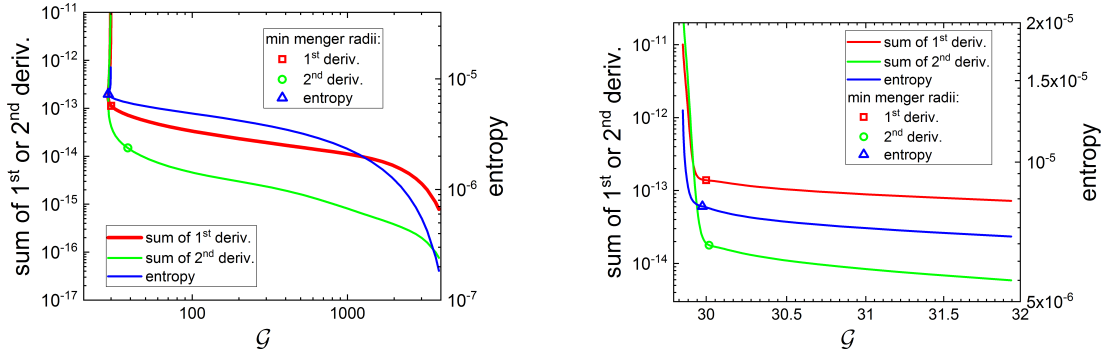 10⁻¹¹
10⁻¹²
10⁻¹³
10⁻¹⁴
10⁻¹⁵
10⁻¹⁶
10⁻¹⁷
sum of 1ˢᵗ or 2ⁿᵈ deriv.
min menger radii:
1ˢᵗ deriv.
2ⁿᵈ deriv.
entropy
sum of 1ˢᵗ deriv.
sum of 2ⁿᵈ deriv.
entropy
100
1000
𝒢
10⁻⁵
10⁻⁶
10⁻⁷
entropy
10⁻¹¹
10⁻¹²
10⁻¹³
10⁻¹⁴
sum of 1ˢᵗ or 2ⁿᵈ deriv.
sum of 1ˢᵗ deriv.
sum of 2ⁿᵈ deriv.
entropy
min menger radii:
1ˢᵗ deriv.
2ⁿᵈ deriv.
entropy
30
30.5
31
31.5
32
𝒢
2x10⁻⁵
1.5x10⁻⁵
10⁻⁵
5x10⁻⁶
entropy